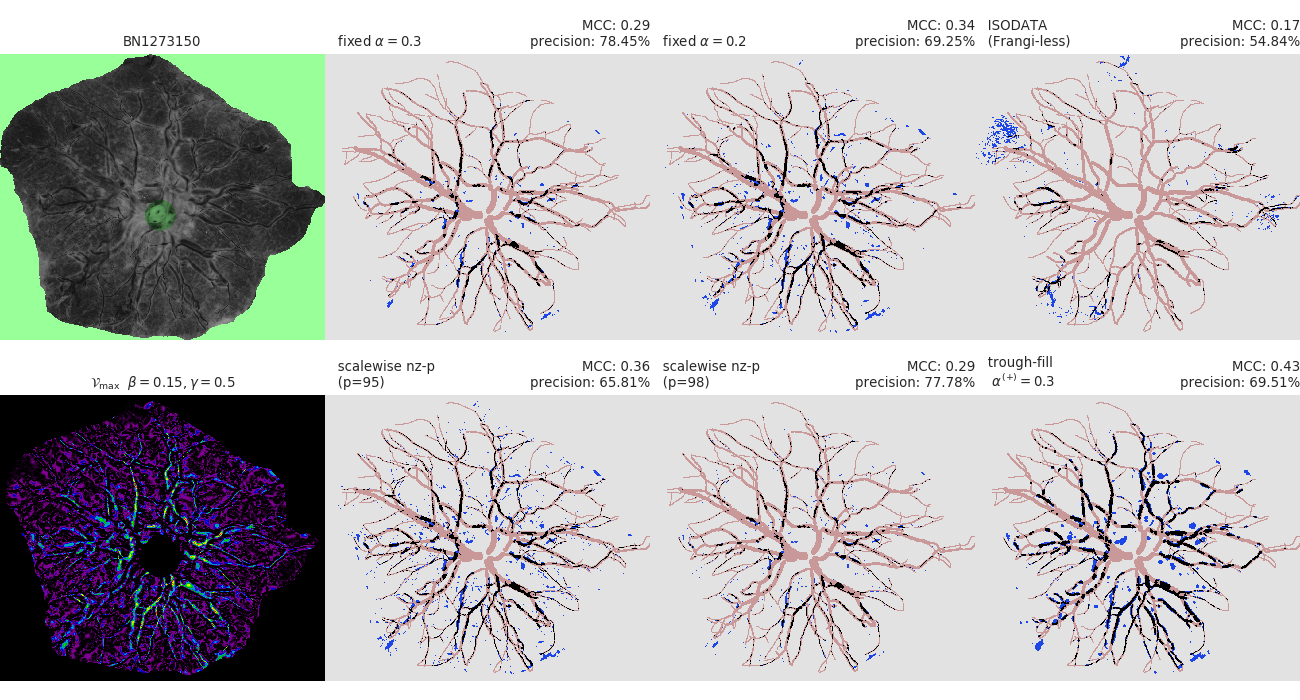 BN1273150
fixed α = 0.3
MCC: 0.29
precision: 78.45%
fixed α = 0.2
MCC: 0.34
precision: 69.25%
ISODATA
(Frangi-less)
MCC: 0.17
precision: 54.84%
𝒱max β = 0.15, γ = 0.5
scalewise nz-p
(p=95)
MCC: 0.36
precision: 65.81%
scalewise nz-p
(p=98)
MCC: 0.29
precision: 77.78%
trough-fill
α(+) = 0.3
MCC: 0.43
precision: 69.51%